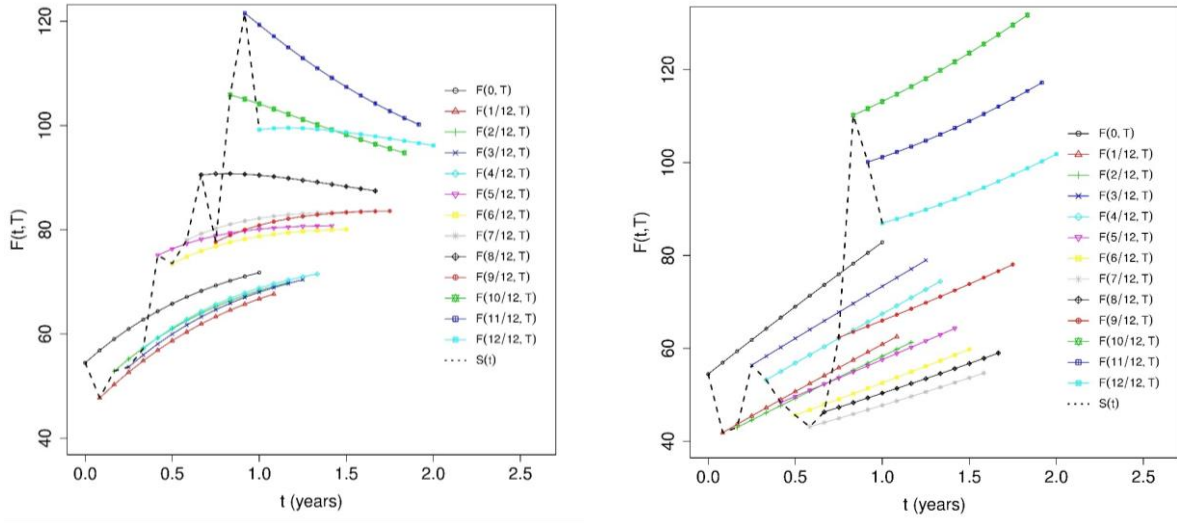 120
100
80
60
40
F(t,T)
0.0 0.5 1.0 1.5 2.0 2.5
t (years)
F(0, T)
F(1/12, T)
F(2/12, T)
F(3/12, T)
F(4/12, T)
F(5/12, T)
F(6/12, T)
F(7/12, T)
F(8/12, T)
F(9/12, T)
F(10/12, T)
F(11/12, T)
F(12/12, T)
S(t)
120
100
80
60
40
F(t,T)
0.0 0.5 1.0 1.5 2.0 2.5
t (years)
F(0, T)
F(1/12, T)
F(2/12, T)
F(3/12, T)
F(4/12, T)
F(5/12, T)
F(6/12, T)
F(7/12, T)
F(8/12, T)
F(9/12, T)
F(10/12, T)
F(11/12, T)
F(12/12, T)
S(t)